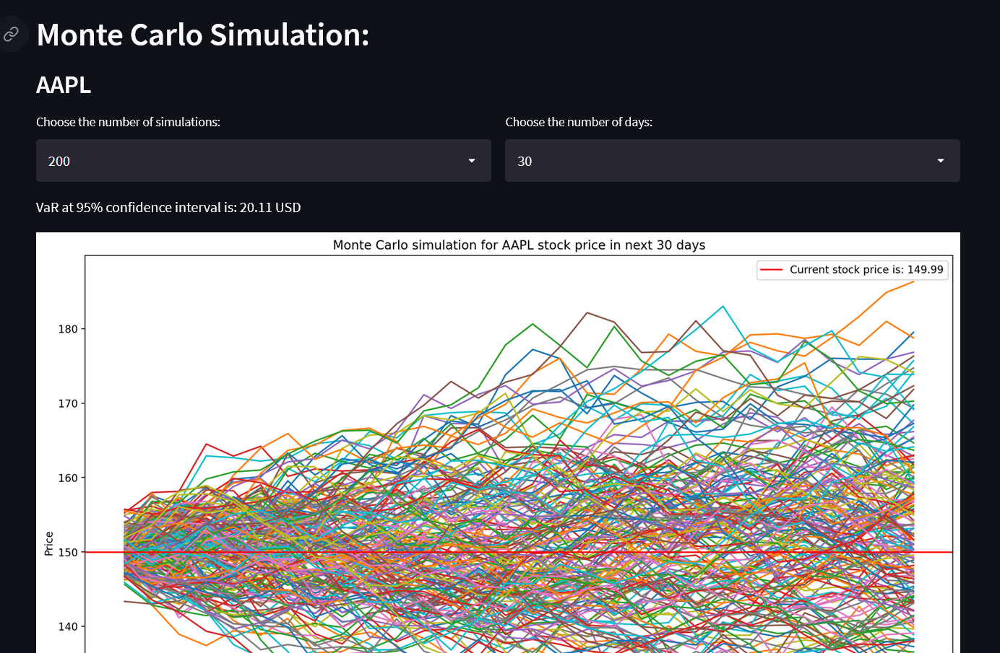 Monte Carlo Simulation:
AAPL
Choose the number of simulations:
Choose the number of days:
200
30
VaR at 95% confidence interval is: 20.11 USD
Monte Carlo simulation for AAPL stock price in next 30 days
Current stock price is: 149.99
180
170
160
Price
150
140